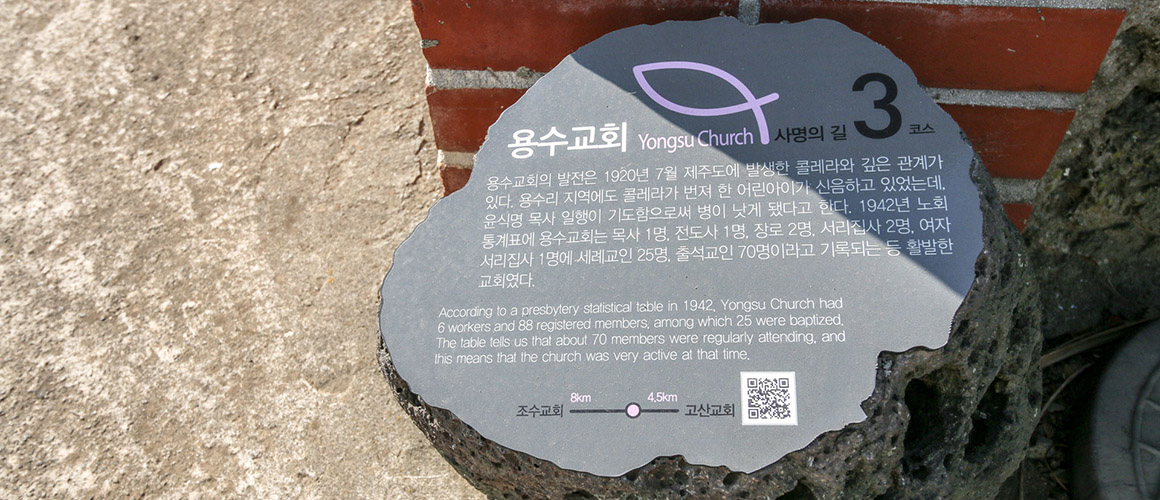 용수교회 Yongsu Church 사명의 길 3 코스
용수교회의 발전은 1920년 7월 제주도에 발생한 콜레라와 깊은 관계가
있다. 용수리 지역에도 콜레라가 번져 한 어린아이가 신음하고 있었는데,
윤식명 목사 일행이 기도함으로써 병이 낫게 됐다고 한다. 1942년 노회
통계표에 용수교회는 목사 1명, 전도사 1명, 장로 2명, 서리집사 2명, 여자
서리집사 1명에 세례교인 25명, 출석교인 70명이라고 기록되는 등 활발한
교회였다.
According to a presbytery statistical table in 1942, Yongsu Church had
6 workers and 88 registered members, among which 25 were baptized.
The table tells us that about 70 members were regularly attending, and
this means that the church was very active at that time.
8km 4.5km
조수교회 고산교회